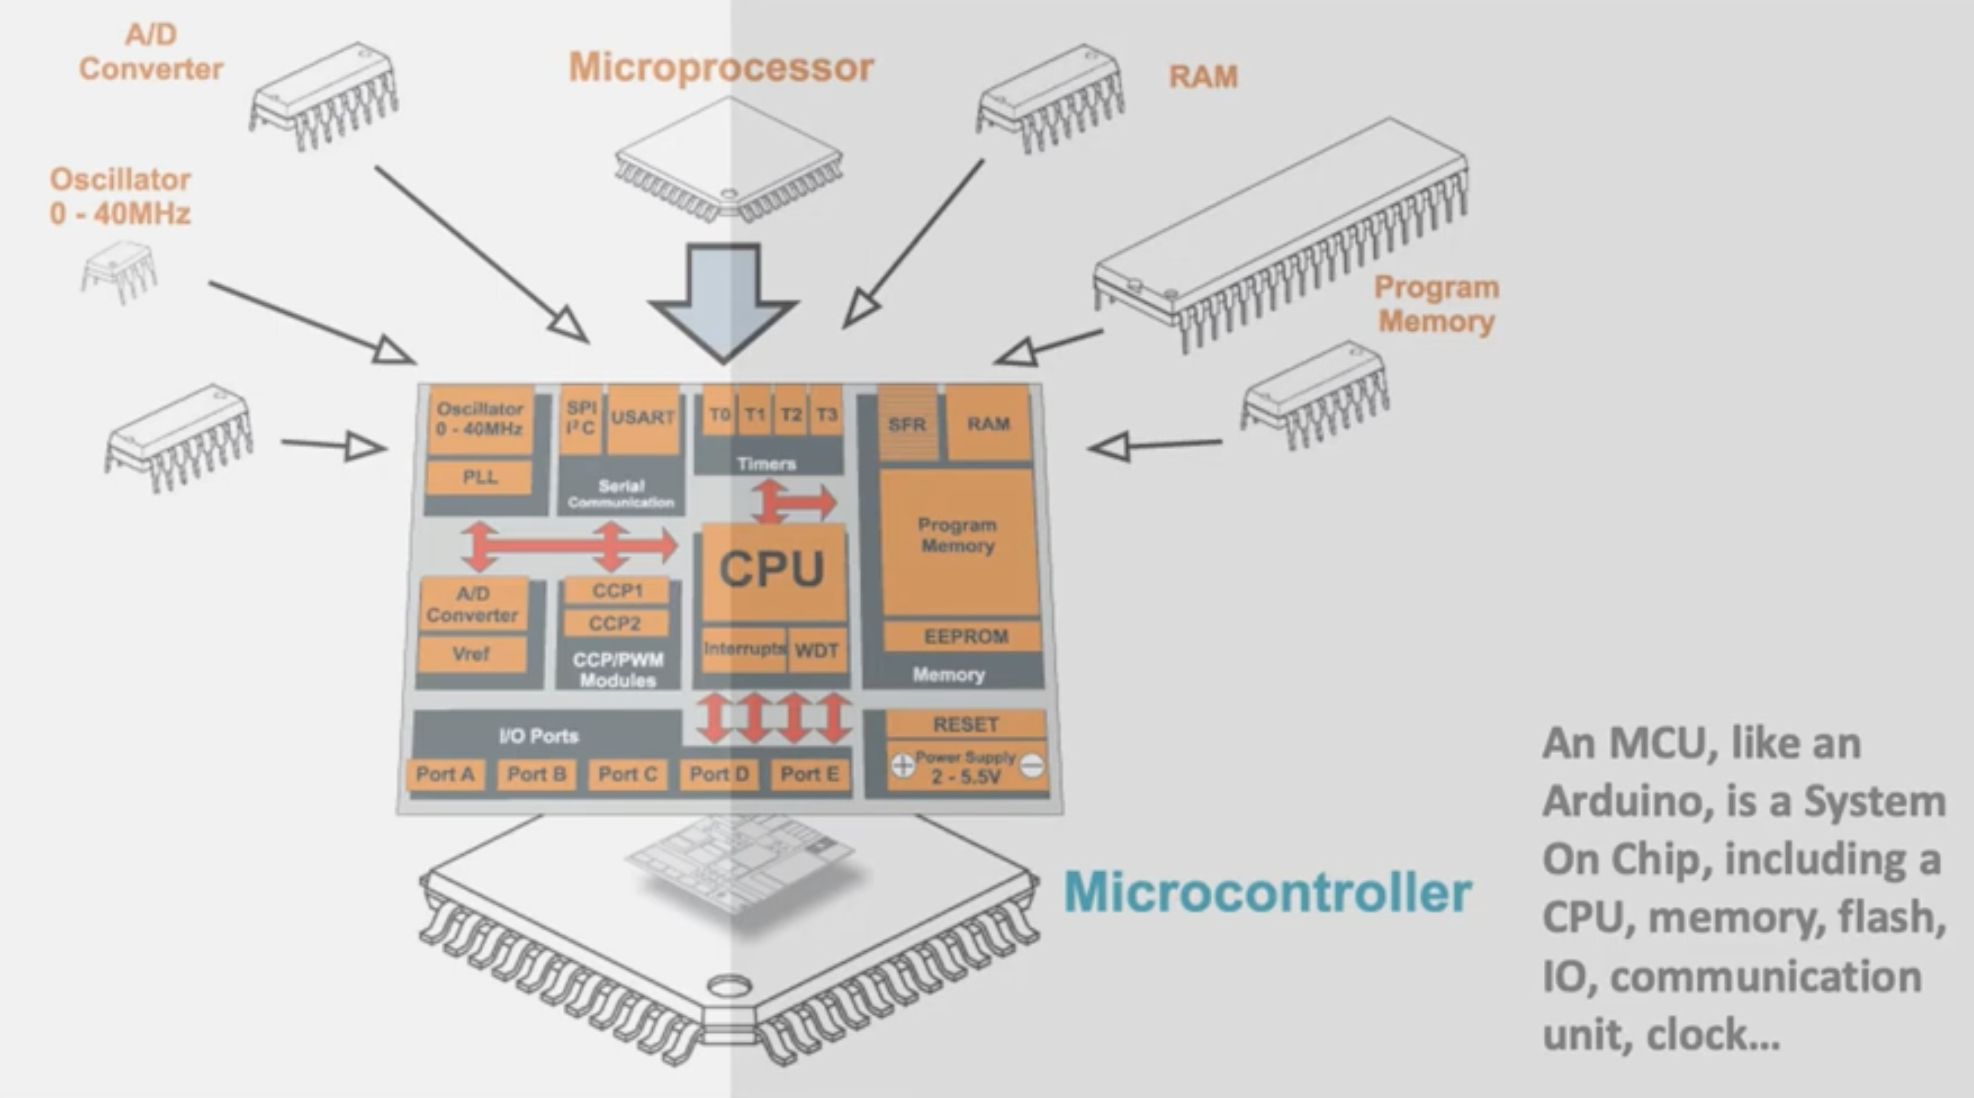 A/D
Converter
Microprocessor
RAM
Oscillator
0 - 40MHz
Program
Memory
Oscillator
0 - 40MHz
PLL
SPI
I²C
USART
Serial
Communication
T0
T1
T2
T3
Timers
SFR
RAM
Program
Memory
EEPROM
Memory
CPU
Interrupts
WDT
A/D
Converter
Vref
CCP1
CCP2
CCP/PWM
Modules
I/O Ports
Port A
Port B
Port C
Port D
Port E
RESET
+
Power Supply
2 - 5.5V
−
Microcontroller
An MCU, like an
Arduino, is a System
On Chip, including a
CPU, memory, flash,
IO, communication
unit, clock...